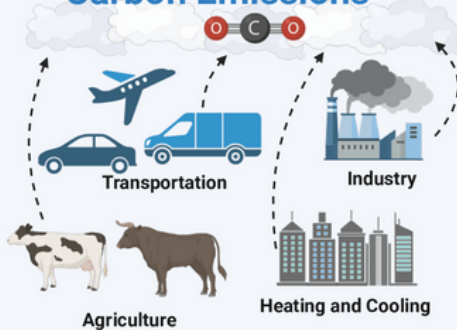 Carbon Emissions
O C O
Transportation
Industry
Agriculture
Heating and Cooling